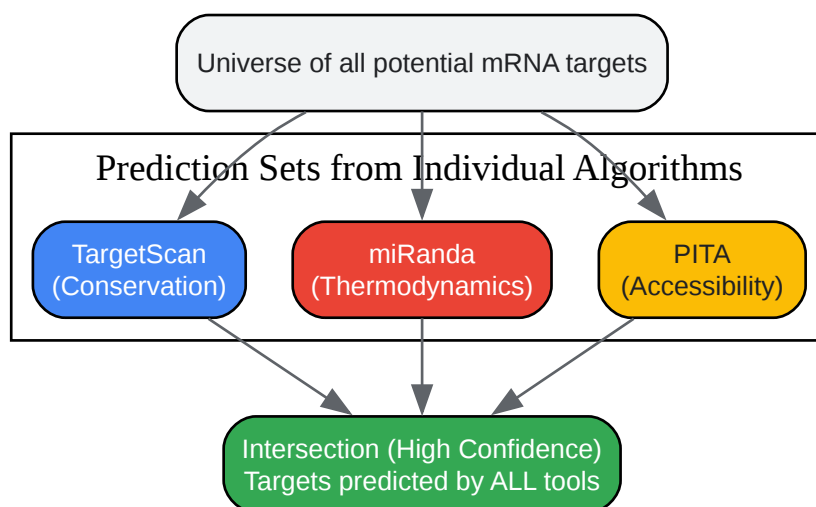 Universe of all potential mRNA targets
Prediction Sets from Individual Algorithms
TargetScan
(Conservation)
miRanda
(Thermodynamics)
PITA
(Accessibility)
Intersection (High Confidence)
Targets predicted by ALL tools